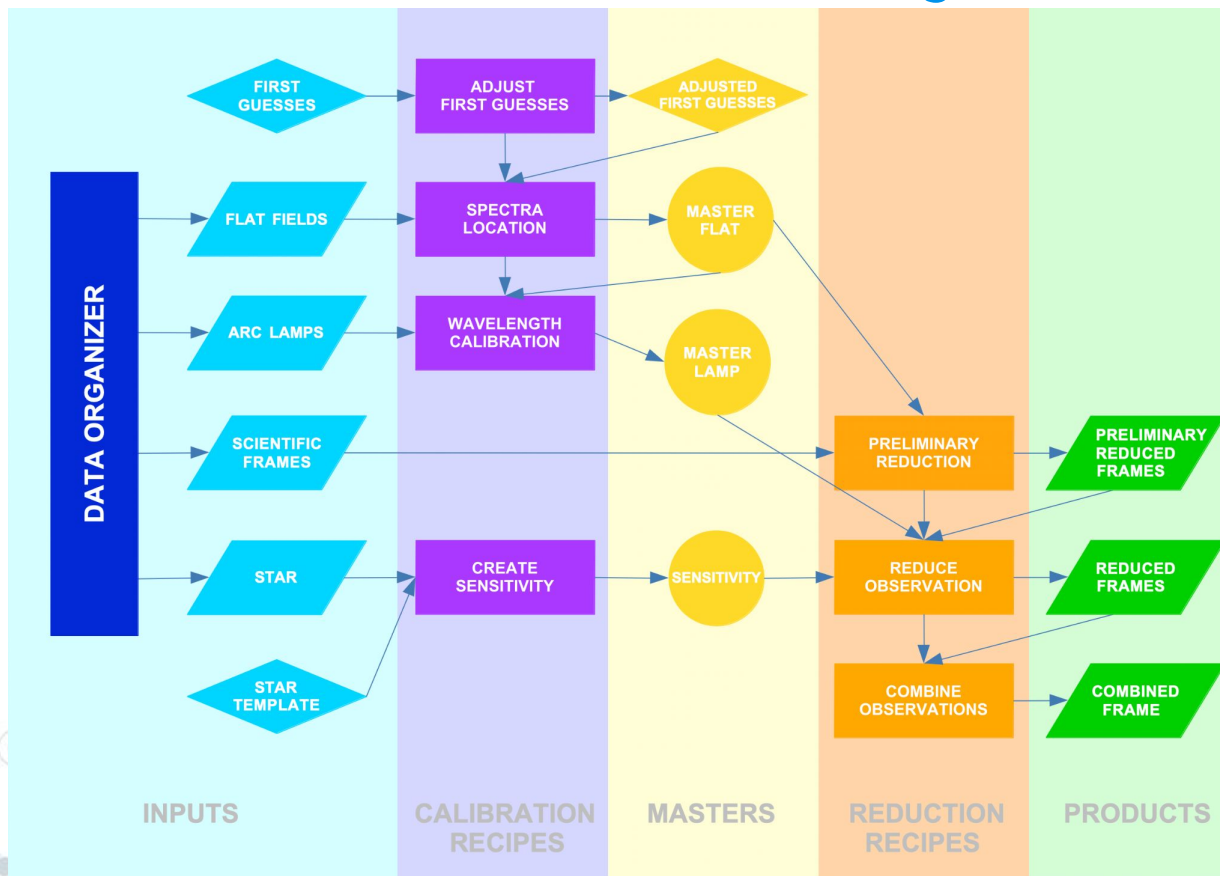 FIRST
GUESSES
ADJUST
FIRST GUESSES
ADJUSTED
FIRST GUESSES
DATA ORGANIZER
FLAT FIELDS
SPECTRA
LOCATION
MASTER
FLAT
ARC LAMPS
WAVELENGTH
CALIBRATION
MASTER
LAMP
SCIENTIFIC
FRAMES
PRELIMINARY
REDUCTION
PRELIMINARY
REDUCED
FRAMES
STAR
CREATE
SENSITIVITY
SENSITIVITY
REDUCE
OBSERVATION
REDUCED
FRAMES
STAR
TEMPLATE
COMBINE
OBSERVATIONS
COMBINED
FRAME
INPUTS
CALIBRATION
RECIPES
MASTERS
REDUCTION
RECIPES
PRODUCTS